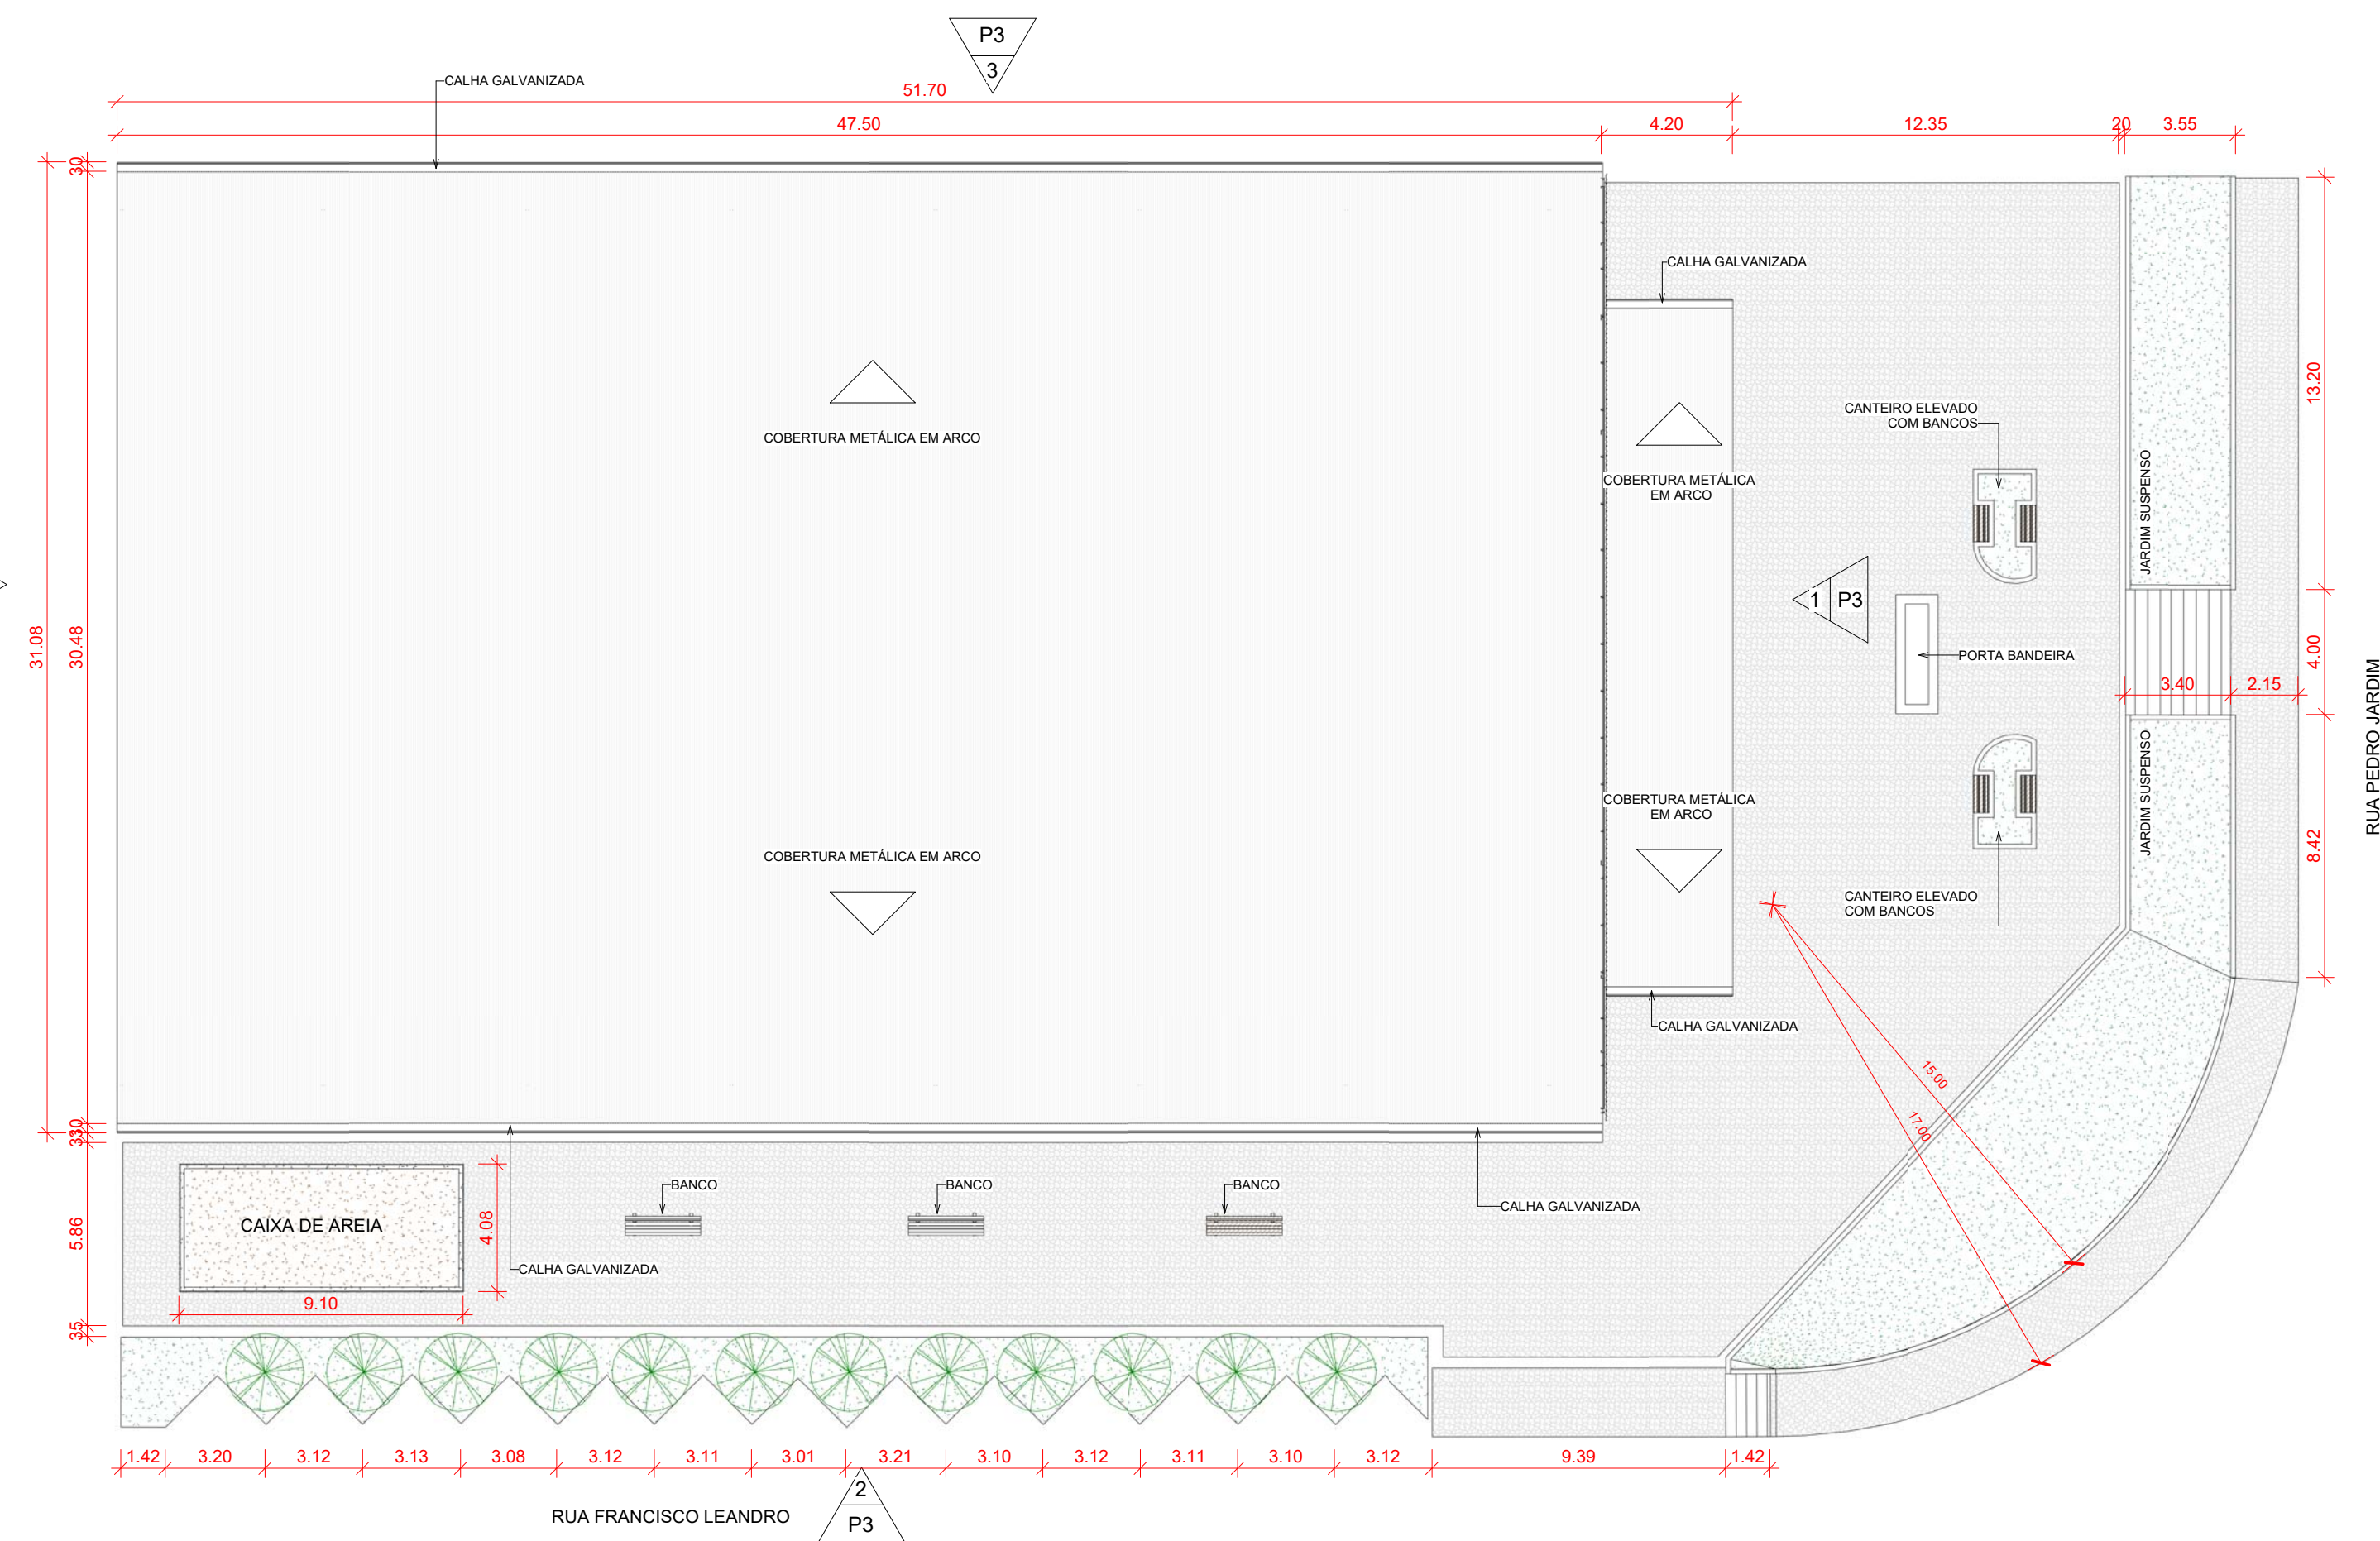 P3
3
CALHA GALVANIZADA
51.70
47.50
4.20
12.35
20
3.55
30
CALHA GALVANIZADA
13.20
CANTEIRO ELEVADO
COM BANCOS
COBERTURA METÁLICA EM ARCO
COBERTURA METÁLICA
EM ARCO
JARDIM SUSPENSO
1
P3
31.08
30.48
PORTA BANDEIRA
4.00
3.40
2.15
RUA PEDRO JARDIM
JARDIM SUSPENSO
8.42
COBERTURA METÁLICA
EM ARCO
COBERTURA METÁLICA EM ARCO
CANTEIRO ELEVADO
COM BANCOS
CALHA GALVANIZADA
15.00
17.00
30
33
BANCO
BANCO
BANCO
CALHA GALVANIZADA
CAIXA DE AREIA
4.08
5.86
CALHA GALVANIZADA
9.10
35
1.42
3.20
3.12
3.13
3.08
3.12
3.11
3.01
3.21
3.10
3.12
3.11
3.10
3.12
9.39
1.42
2
P3
RUA FRANCISCO LEANDRO